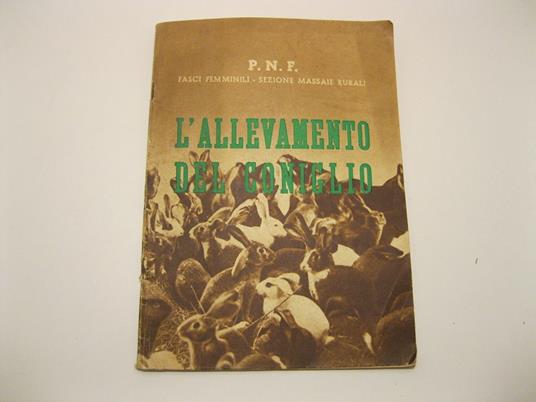 P. N. F.
FASCI FEMMINILI - SEZIONE MASSAIE RURALI
L'ALLEVAMENTO
DEL CONIGLIO